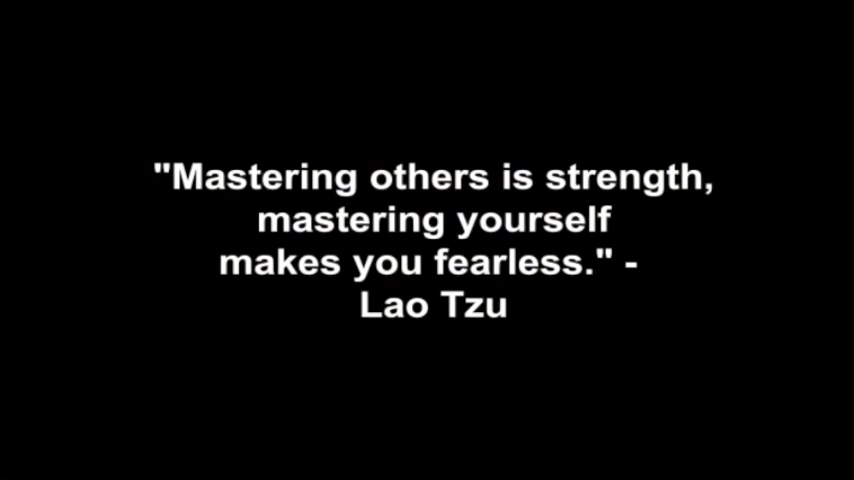 "Mastering others is strength,
mastering yourself
makes you fearless." -
Lao Tzu